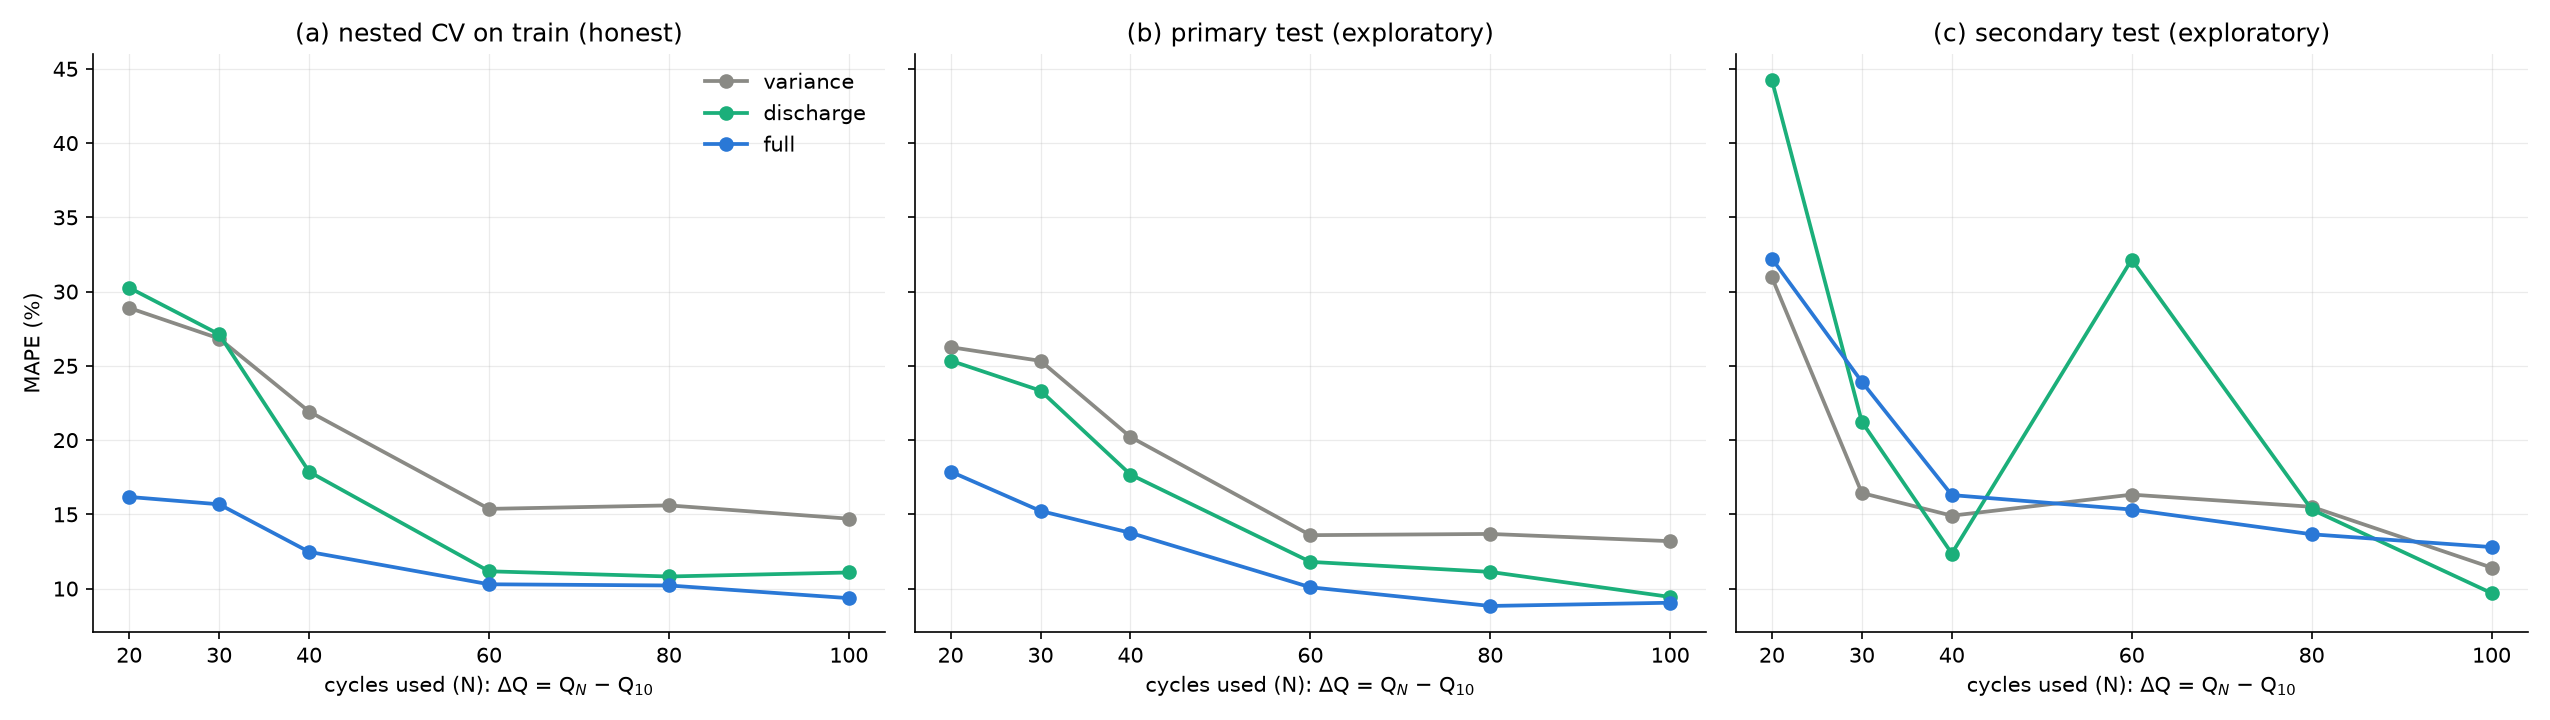 (a) nested CV on train (honest)
(b) primary test (exploratory)
(c) secondary test (exploratory)
MAPE (%)
45
40
35
30
25
20
15
10
variance
discharge
full
20 30 40 60 80 100
20 30 40 60 80 100
20 30 40 60 80 100
cycles used (N): ΔQ = Q_N − Q_10
cycles used (N): ΔQ = Q_N − Q_10
cycles used (N): ΔQ = Q_N − Q_10